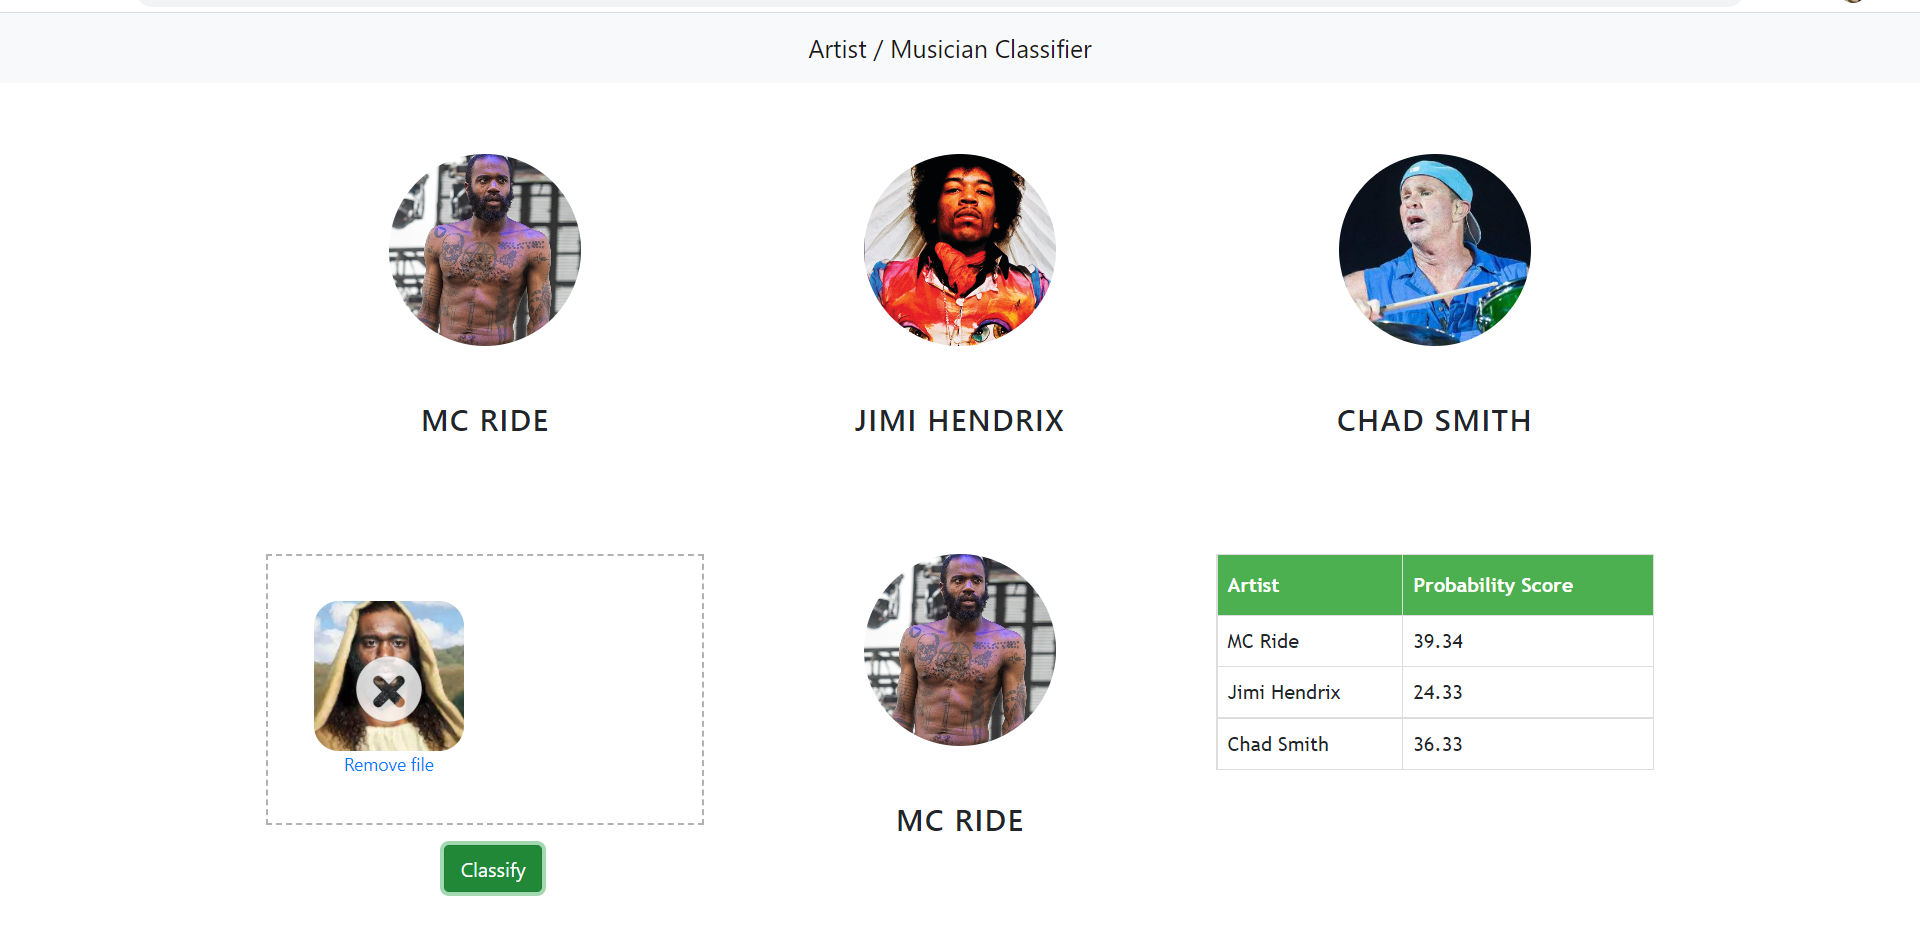 Artist / Musician Classifier
MC RIDE
JIMI HENDRIX
CHAD SMITH
Remove file
Classify
MC RIDE
Artist Probability Score
MC Ride 39.34
Jimi Hendrix 24.33
Chad Smith 36.33